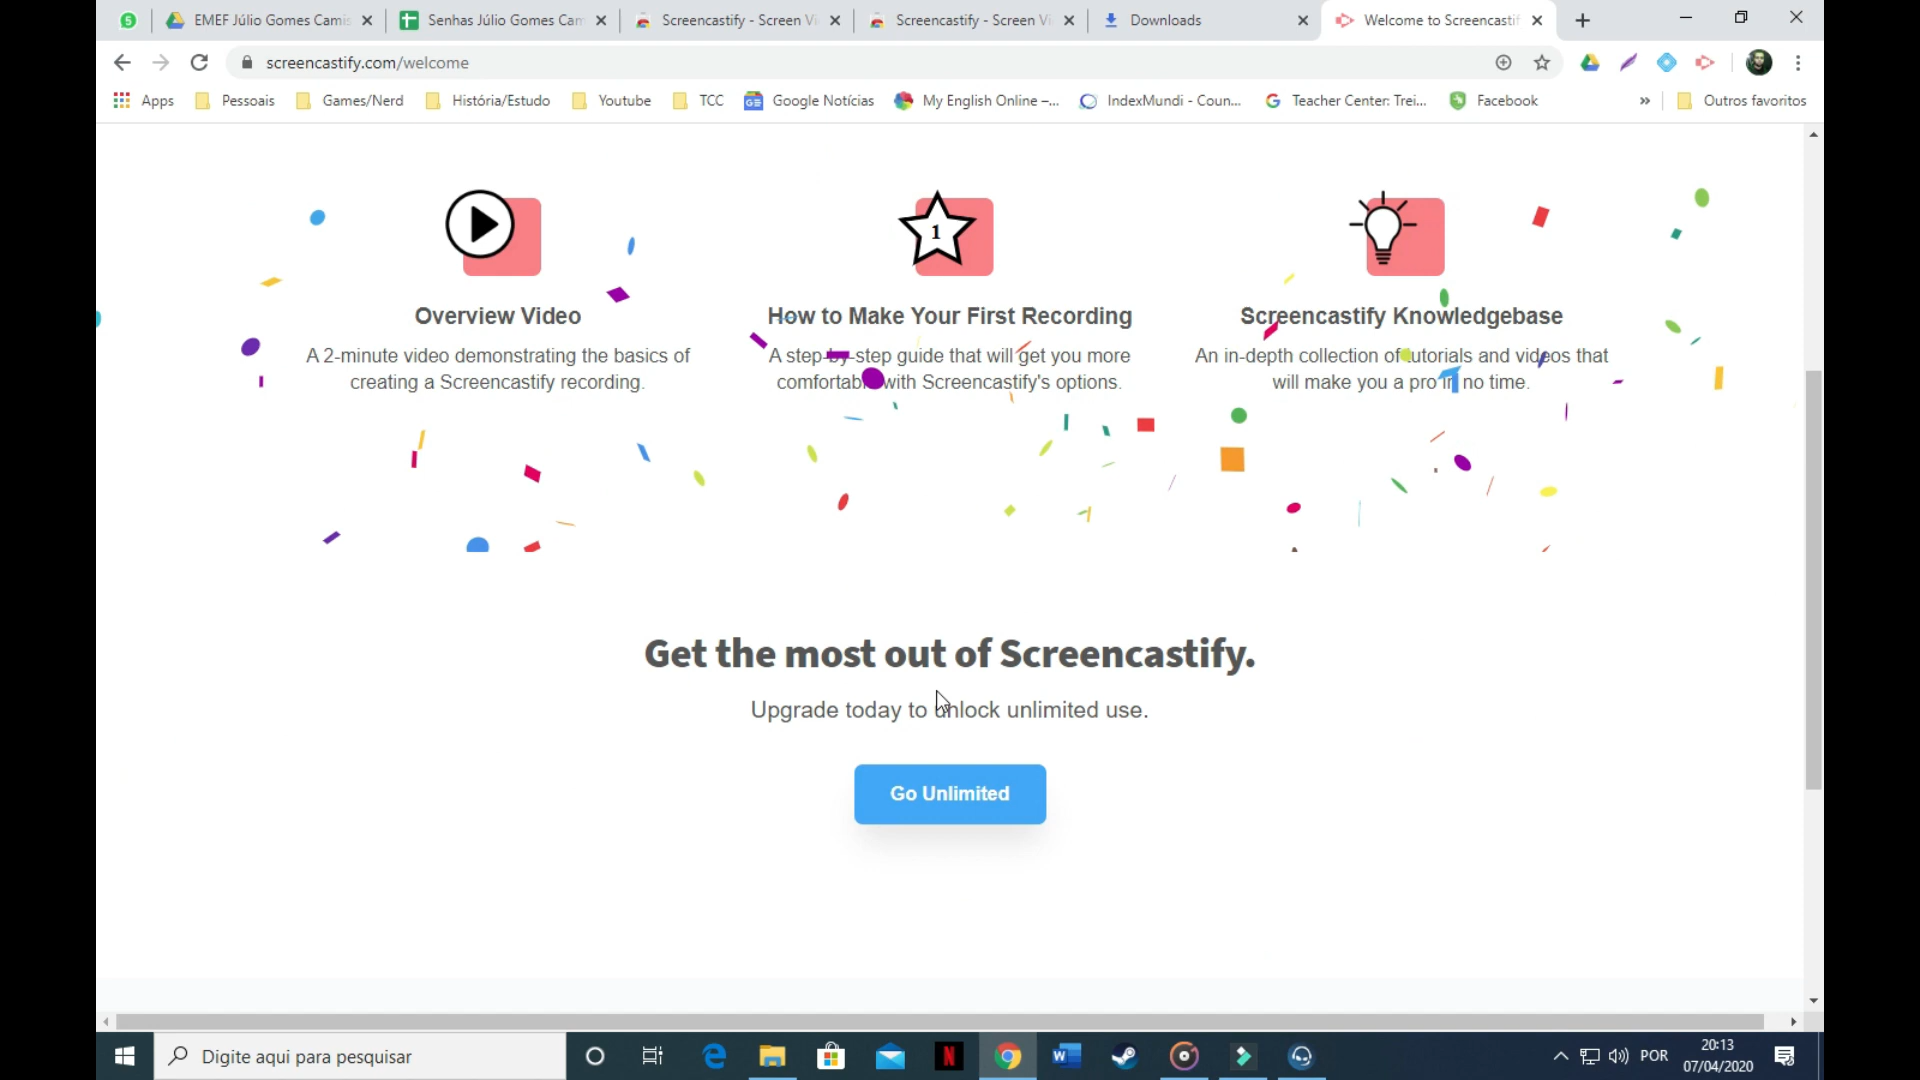 EMEF Júlio Gomes Camis
Senhas Júlio Gomes Cam
Screencastify - Screen Vi
Screencastify - Screen Vi
Downloads
Welcome to Screencastif
screencastify.com/welcome
Apps
Pessoais
Games/Nerd
História/Estudo
Youtube
TCC
Google Notícias
My English Online –...
IndexMundi - Coun...
Teacher Center: Trei...
Facebook
»
Outros favoritos
1
Overview Video
A 2-minute video demonstrating the basics of
creating a Screencastify recording.
How to Make Your First Recording
A step-by-step guide that will get you more
comfortable with Screencastify's options.
Screencastify Knowledgebase
An in-depth collection of tutorials and videos that
will make you a pro in no time.
Get the most out of Screencastify.
Upgrade today to unlock unlimited use.
Go Unlimited
Digite aqui para pesquisar
POR
20:13
07/04/2020